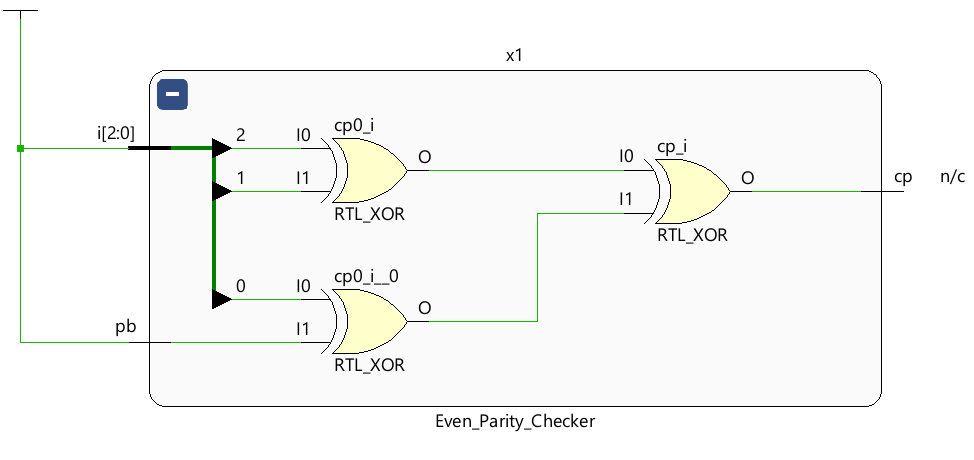 x1
i[2:0]
2
I0
cp0_i
O
1
I1
RTL_XOR
I0
cp_i
O
cp
n/c
I1
RTL_XOR
0
I0
cp0_i__0
O
pb
I1
RTL_XOR
Even_Parity_Checker